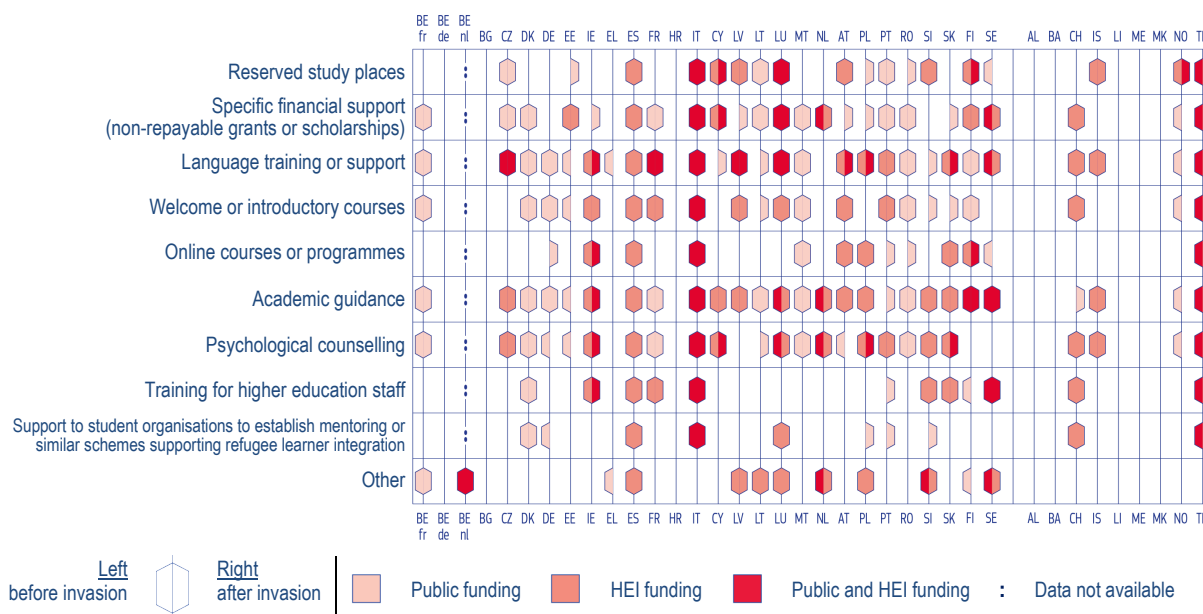 BE BE BE
fr de nl BG CZ DK DE EE IE EL ES FR HR IT CY LV LT LU MT NL AT PL PT RO SI SK FI SE AL BA CH IS LI ME MK NO
Reserved study places :
Specific financial support
(non-repayable grants or scholarships) :
Language training or support :
Welcome or introductory courses :
Online courses or programmes :
Academic guidance :
Psychological counselling :
Training for higher education staff :
Support to student organisations to establish mentoring or
similar schemes supporting refugee learner integration :
Other
BE BE BE BG CZ DK DE EE IE EL ES FR HR IT CY LV LT LU MT NL AT PL PT RO SI SK FI SE AL BA CH IS LI ME MK NO
fr de nl
Left Right
before invasion after invasion
Public funding HEI funding Public and HEI funding : Data not available